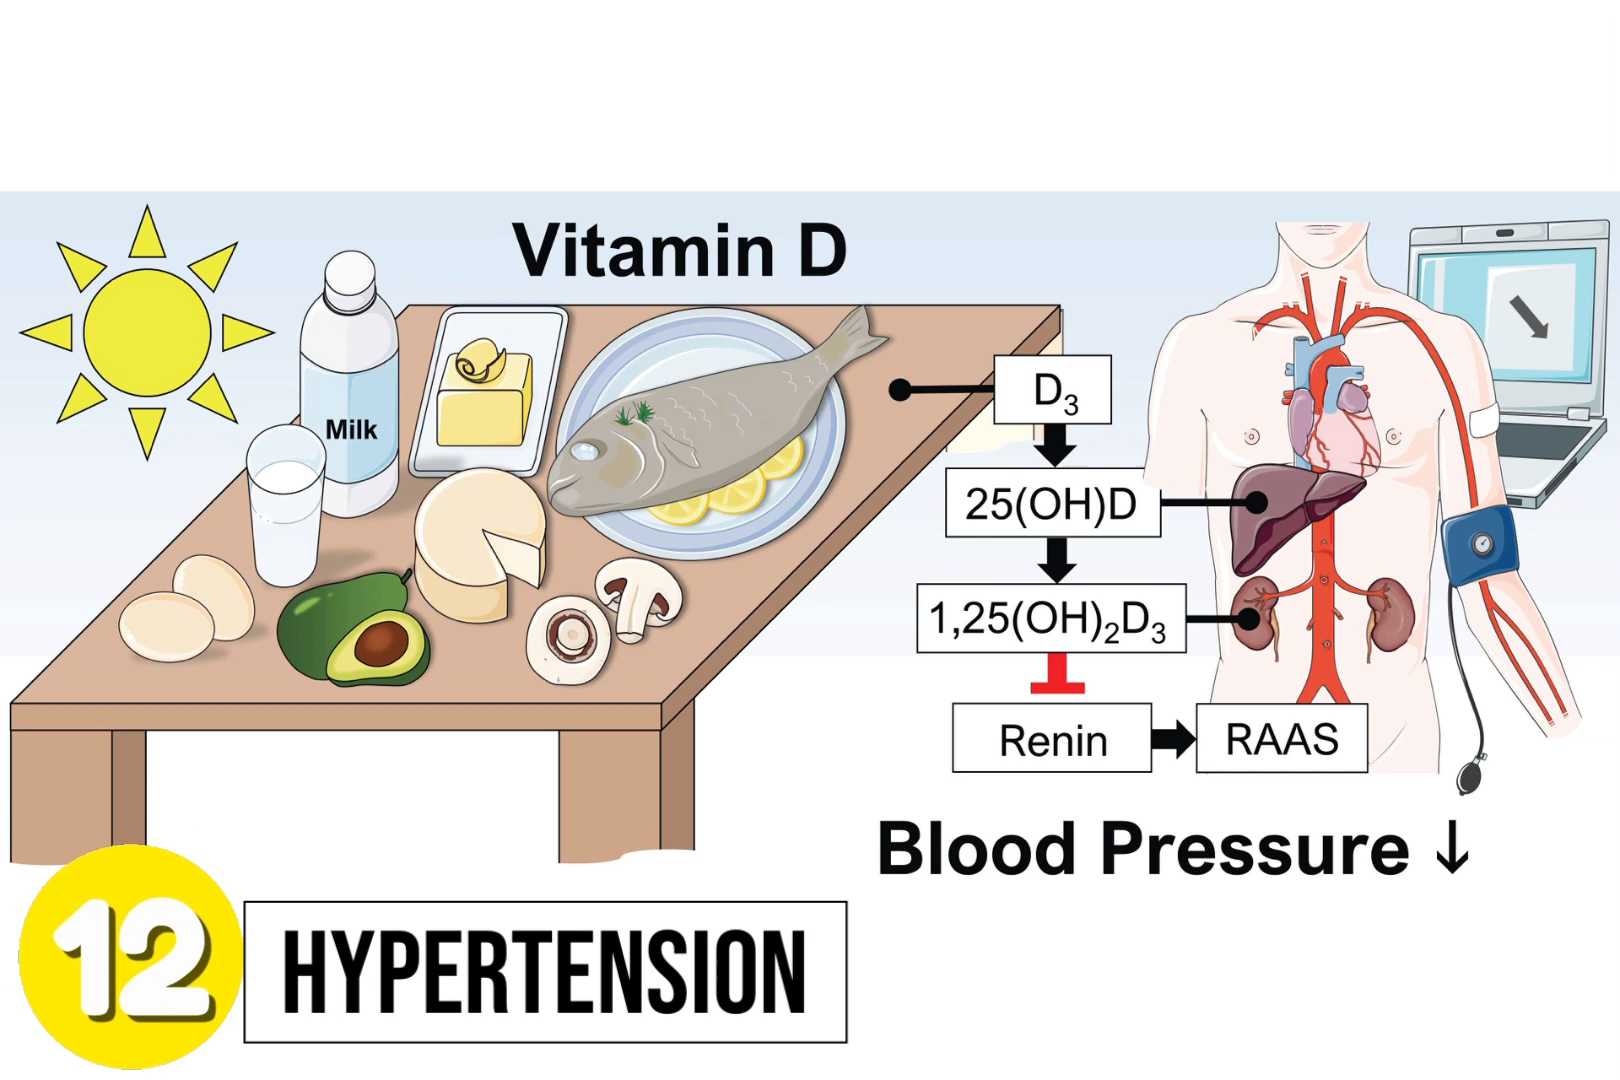 Vitamin D
Milk
D₃
25(OH)D
1,25(OH)₂D₃
Renin
RAAS
Blood Pressure ↓
12
HYPERTENSION